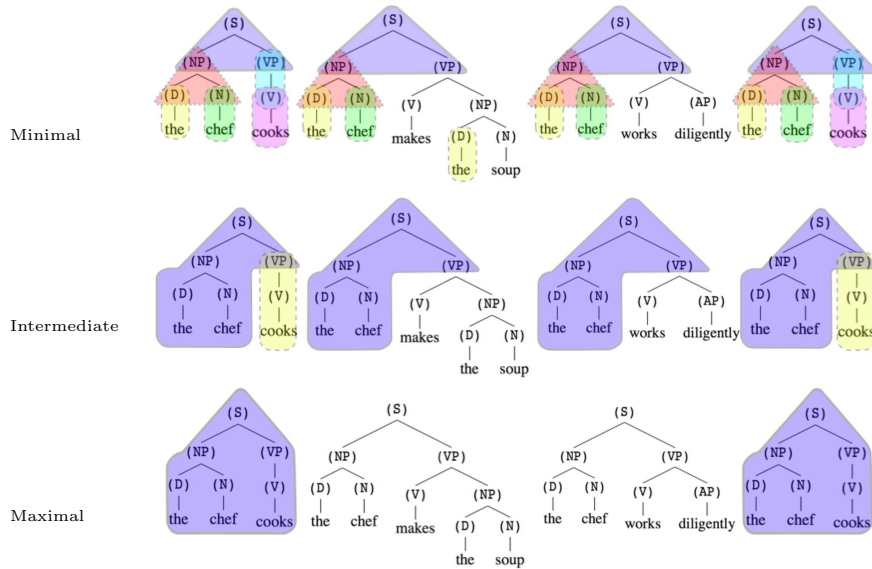 (S) (S) (S) (S)
(NP) (VP) (NP) (VP) (NP) (VP) (NP) (VP)
(D) (N) (V) (D) (N) (V) (NP) (D) (N) (V) (AP) (D) (N) (V)
Minimal the chef cooks the chef makes (D) (N) the chef works diligently the chef cooks
the soup
(S) (S) (S) (S)
(NP) (VP) (NP) (VP) (NP) (VP) (NP) (VP)
(D) (N) (V) (D) (N) (V) (NP) (D) (N) (V) (AP) (D) (N) (V)
Intermediate the chef cooks the chef makes (D) (N) the chef works diligently the chef cooks
the soup
(S) (S) (S) (S)
(NP) (VP) (NP) (VP) (NP) (VP) (NP) (VP)
(D) (N) (V) (D) (N) (V) (NP) (D) (N) (V) (AP) (D) (N) (V)
Maximal the chef cooks the chef makes (D) (N) the chef works diligently the chef cooks
the soup